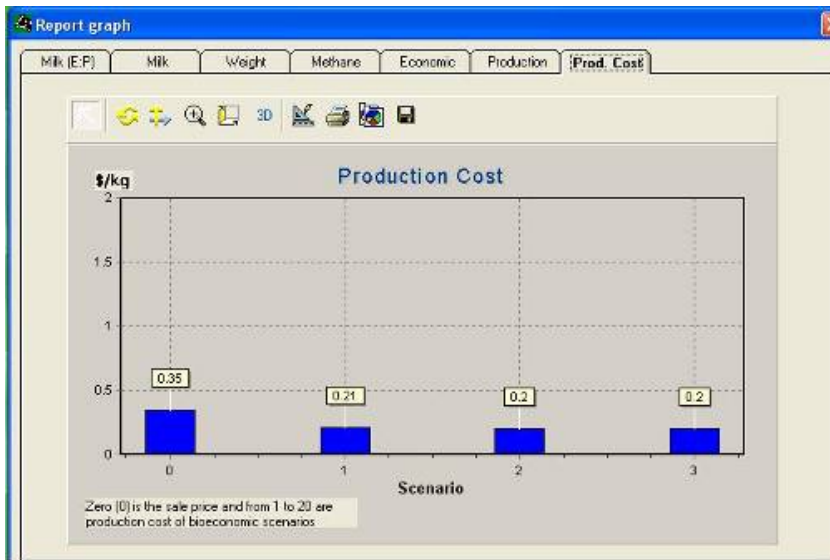 Report graph
Milk (E:P) Milk Weight Methane Economic Production Prod. Cost
3D
$/kg Production Cost
2
1.5
1
0.5
0
0.35 0.21 0.2 0.2
0 1 2 3
Scenario
Zero (0) is the sale price and from 1 to 20 are
production cost of bioeconomic scenarios